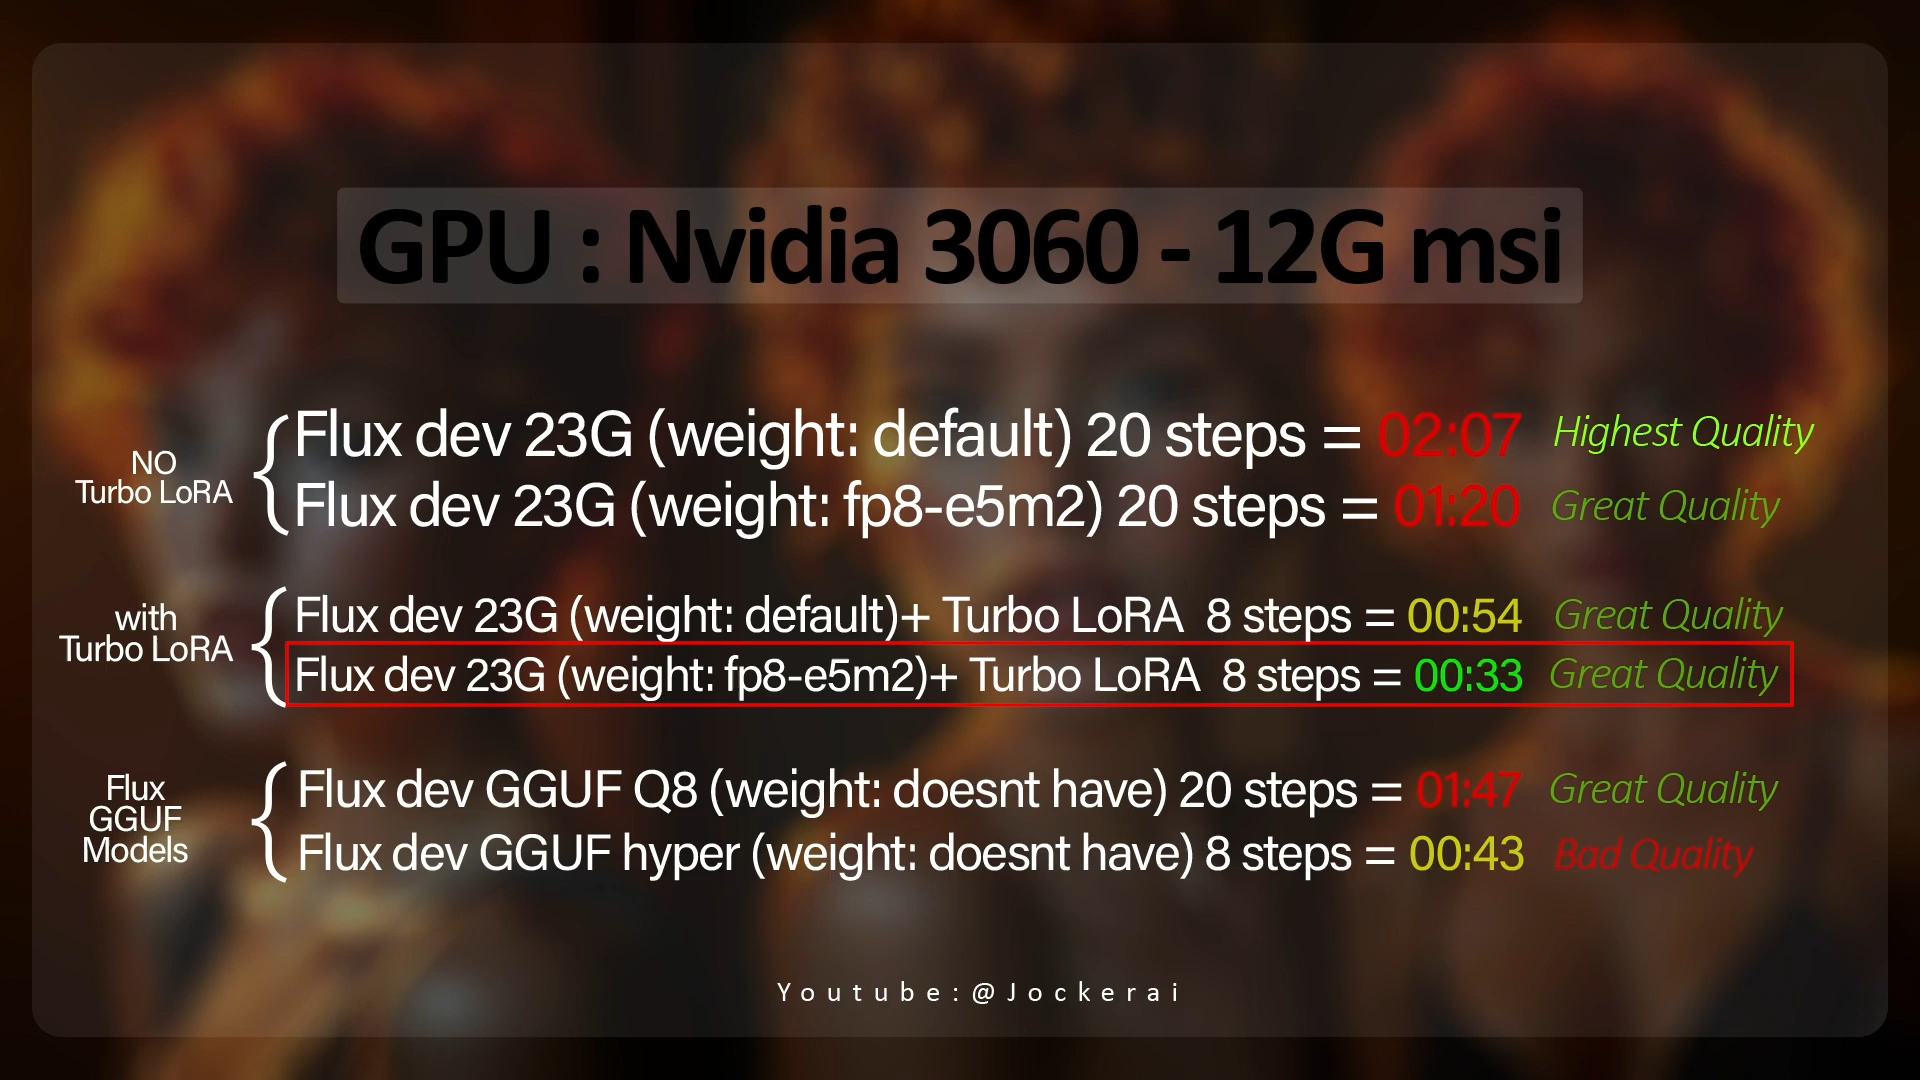 GPU : Nvidia 3060 - 12G msi
NO
Turbo LoRA
Flux dev 23G (weight: default) 20 steps = 02:07 Highest Quality
Flux dev 23G (weight: fp8-e5m2) 20 steps = 01:20 Great Quality
with
Turbo LoRA
Flux dev 23G (weight: default)+ Turbo LoRA 8 steps = 00:54 Great Quality
Flux dev 23G (weight: fp8-e5m2)+ Turbo LoRA 8 steps = 00:33 Great Quality
Flux
GGUF
Models
Flux dev GGUF Q8 (weight: doesnt have) 20 steps = 01:47 Great Quality
Flux dev GGUF hyper (weight: doesnt have) 8 steps = 00:43 Bad Quality
Youtube:@Jockerai